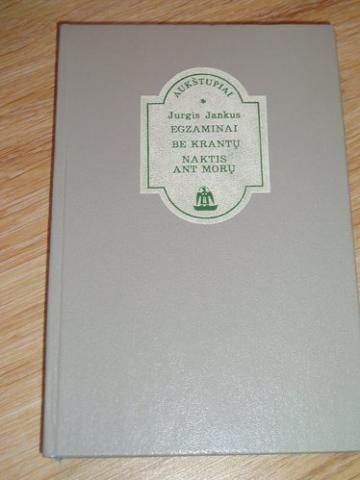 AUKŠTUPIAI
*
Jurgis Jankus
EGZAMINAI
BE KRANTŲ
NAKTIS
ANT MORŲ